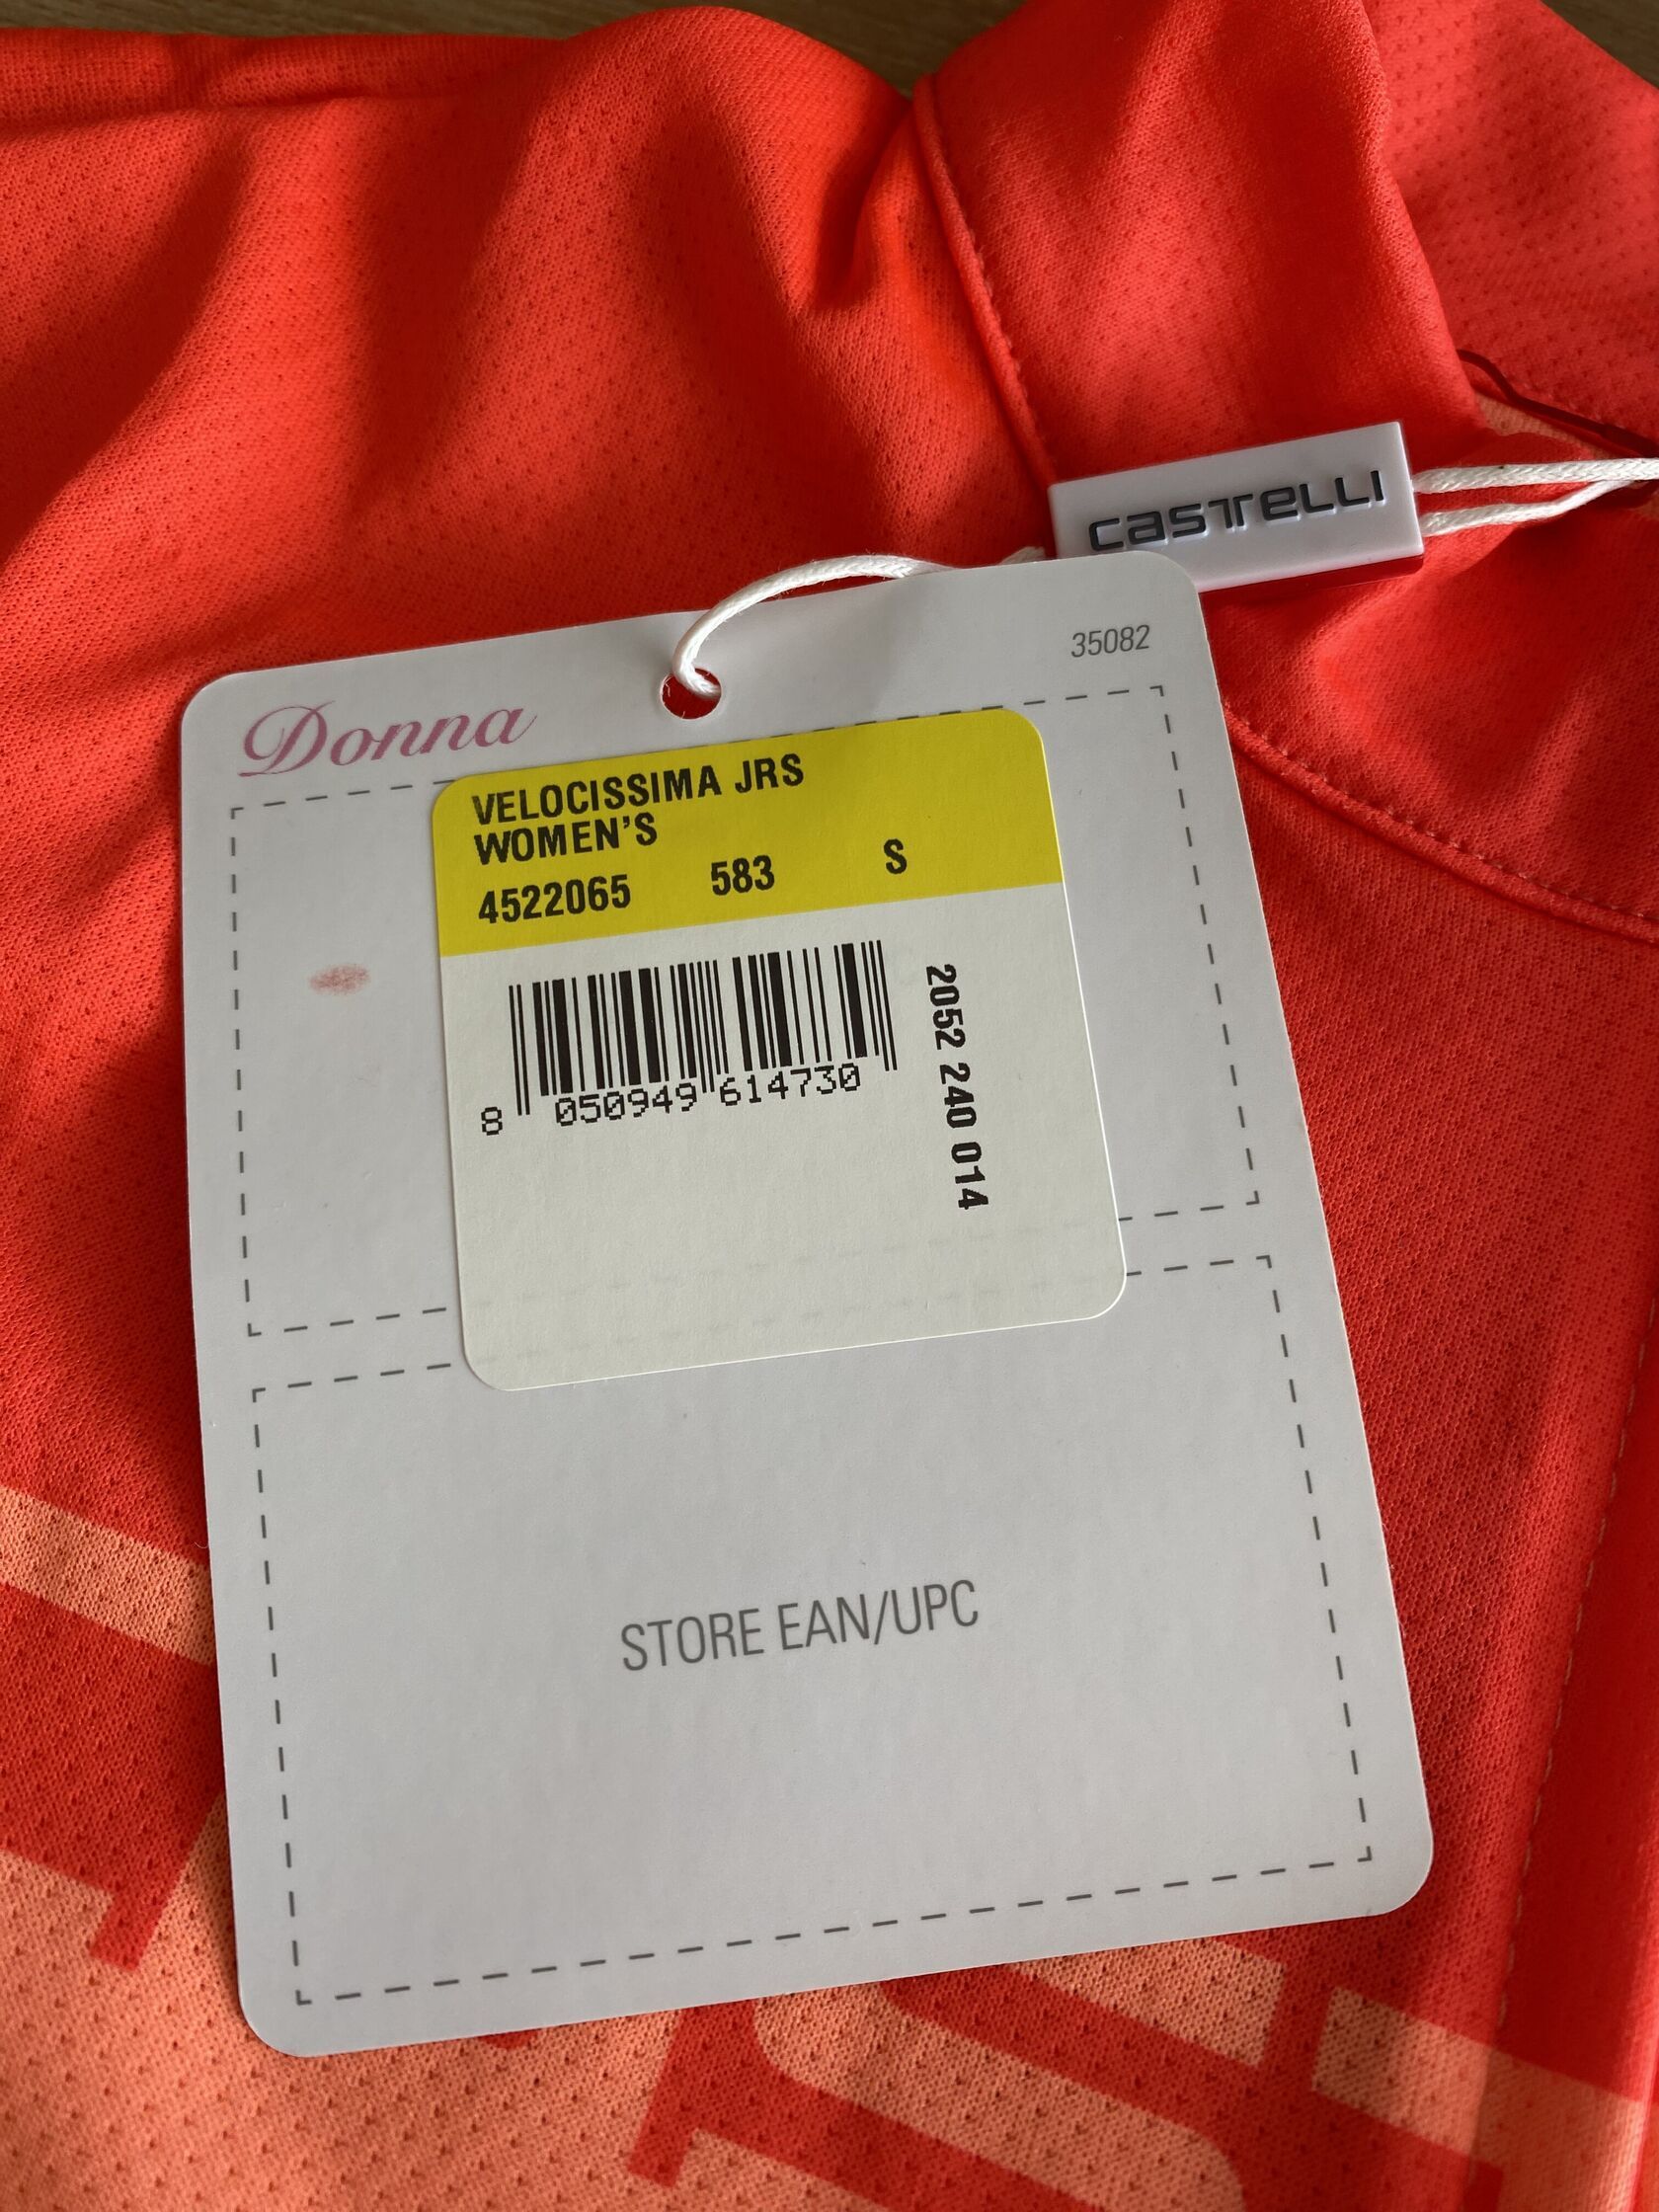 CASTELLI
35082
Donna
VELOCISSIMA JRS
WOMEN'S
4522065 583 S
8 050949 614730
2052 240 014
STORE EAN/UPC